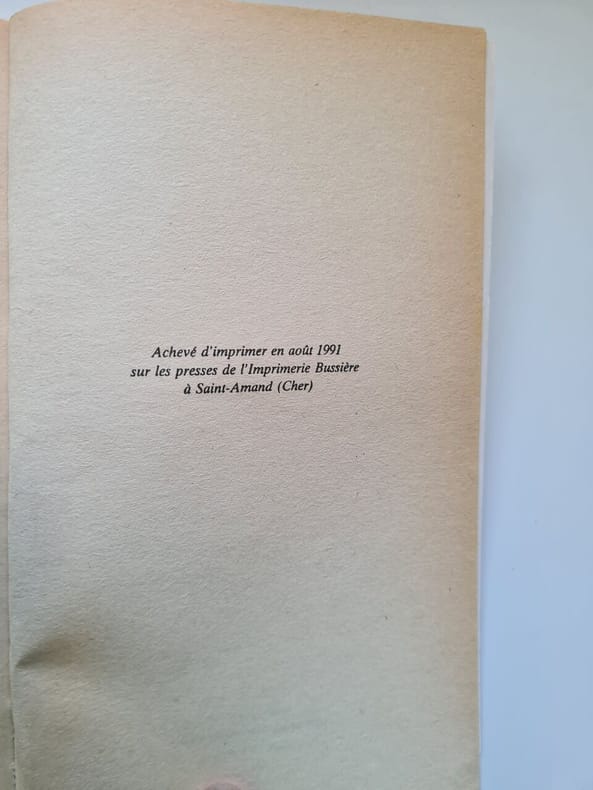 Achevé d'imprimer en août 1991
sur les presses de l'Imprimerie Bussière
à Saint-Amand (Cher)